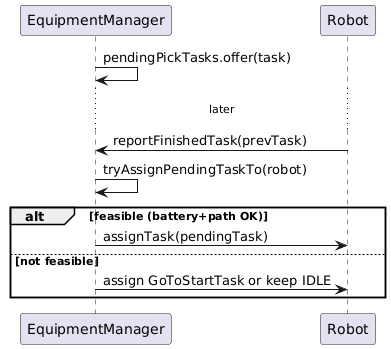 EquipmentManager Robot
pendingPickTasks.offer(task)
later
reportFinishedTask(prevTask)
tryAssignPendingTaskTo(robot)
alt [feasible (battery+path OK)]
assignTask(pendingTask)
[not feasible]
assign GoToStartTask or keep IDLE
EquipmentManager Robot